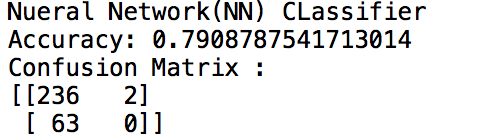 Nueral Network(NN) CLassifier
Accuracy: 0.7908787541713014
Confusion Matrix :
[[236   2]
 [ 63   0]]